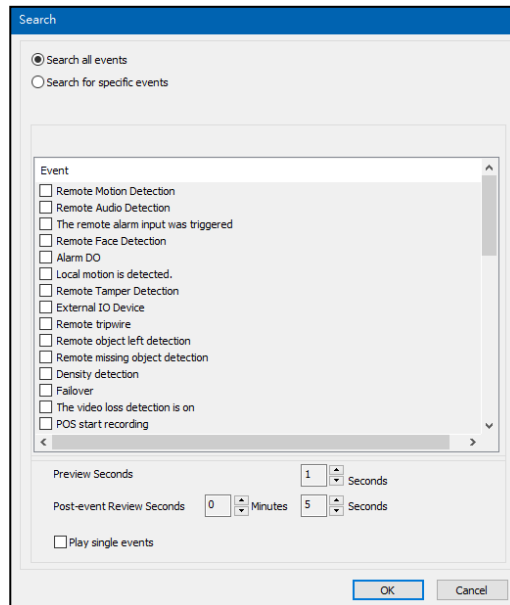 Search
Search all events
Search for specific events
Event
Remote Motion Detection
Remote Audio Detection
The remote alarm input was triggered
Remote Face Detection
Alarm DO
Local motion is detected.
Remote Tamper Detection
External IO Device
Remote tripwire
Remote object left detection
Remote missing object detection
Density detection
Failover
The video loss detection is on
POS start recording
Preview Seconds 1 Seconds
Post-event Review Seconds 0 Minutes 5 Seconds
Play single events
OK Cancel